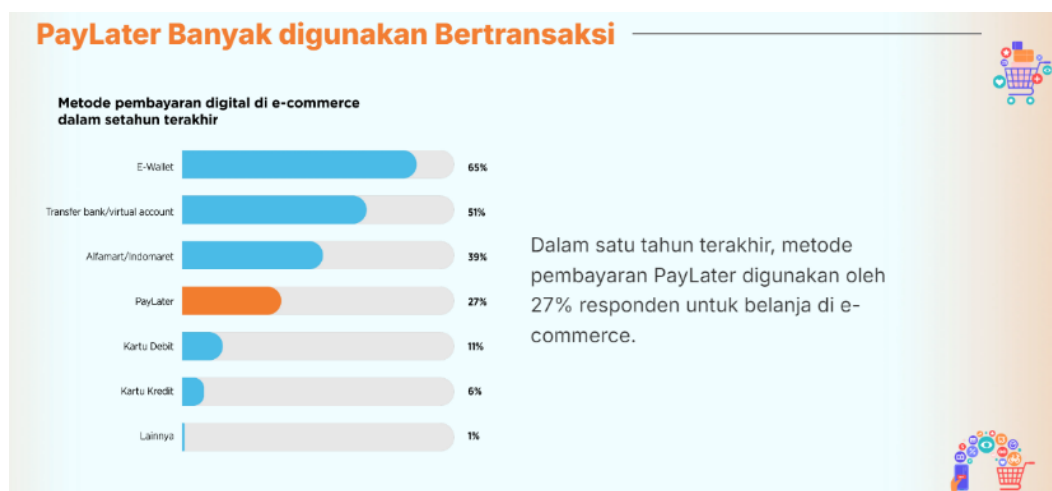 PayLater Banyak digunakan Bertransaksi
Metode pembayaran digital di e-commerce
dalam setahun terakhir
E-Wallet 65%
Transfer bank/virtual account 51%
Alfamart/Indomaret 39%
PayLater 27%
Kartu Debit 11%
Kartu Kredit 6%
Lainnya 1%
Dalam satu tahun terakhir, metode
pembayaran PayLater digunakan oleh
27% responden untuk belanja di e-
commerce.